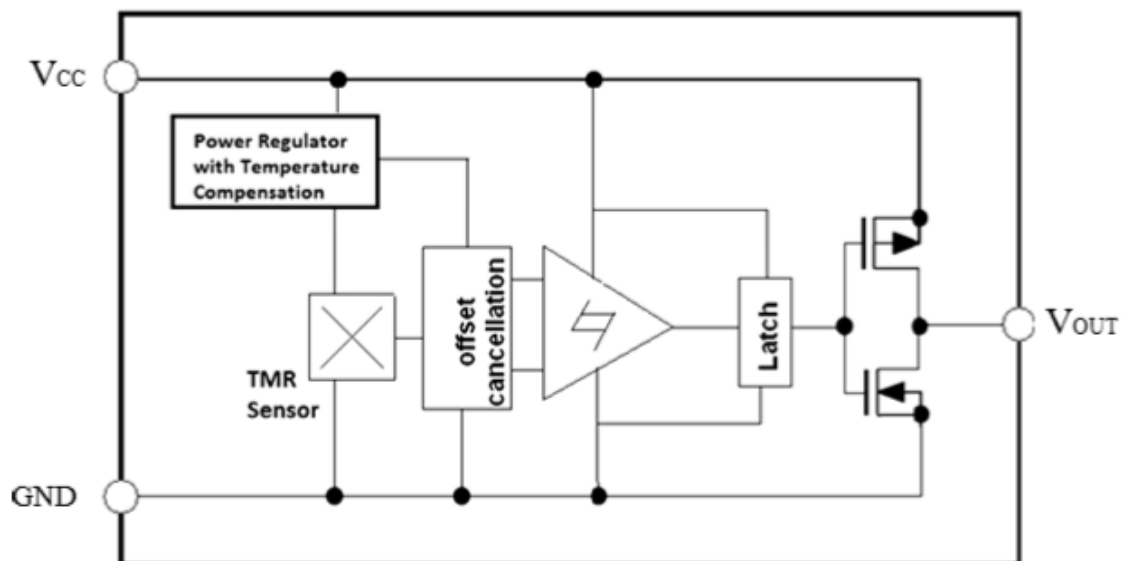 VCC
Power Regulator
with Temperature
Compensation
offset
cancellation
TMR
Sensor
Latch
VOUT
GND